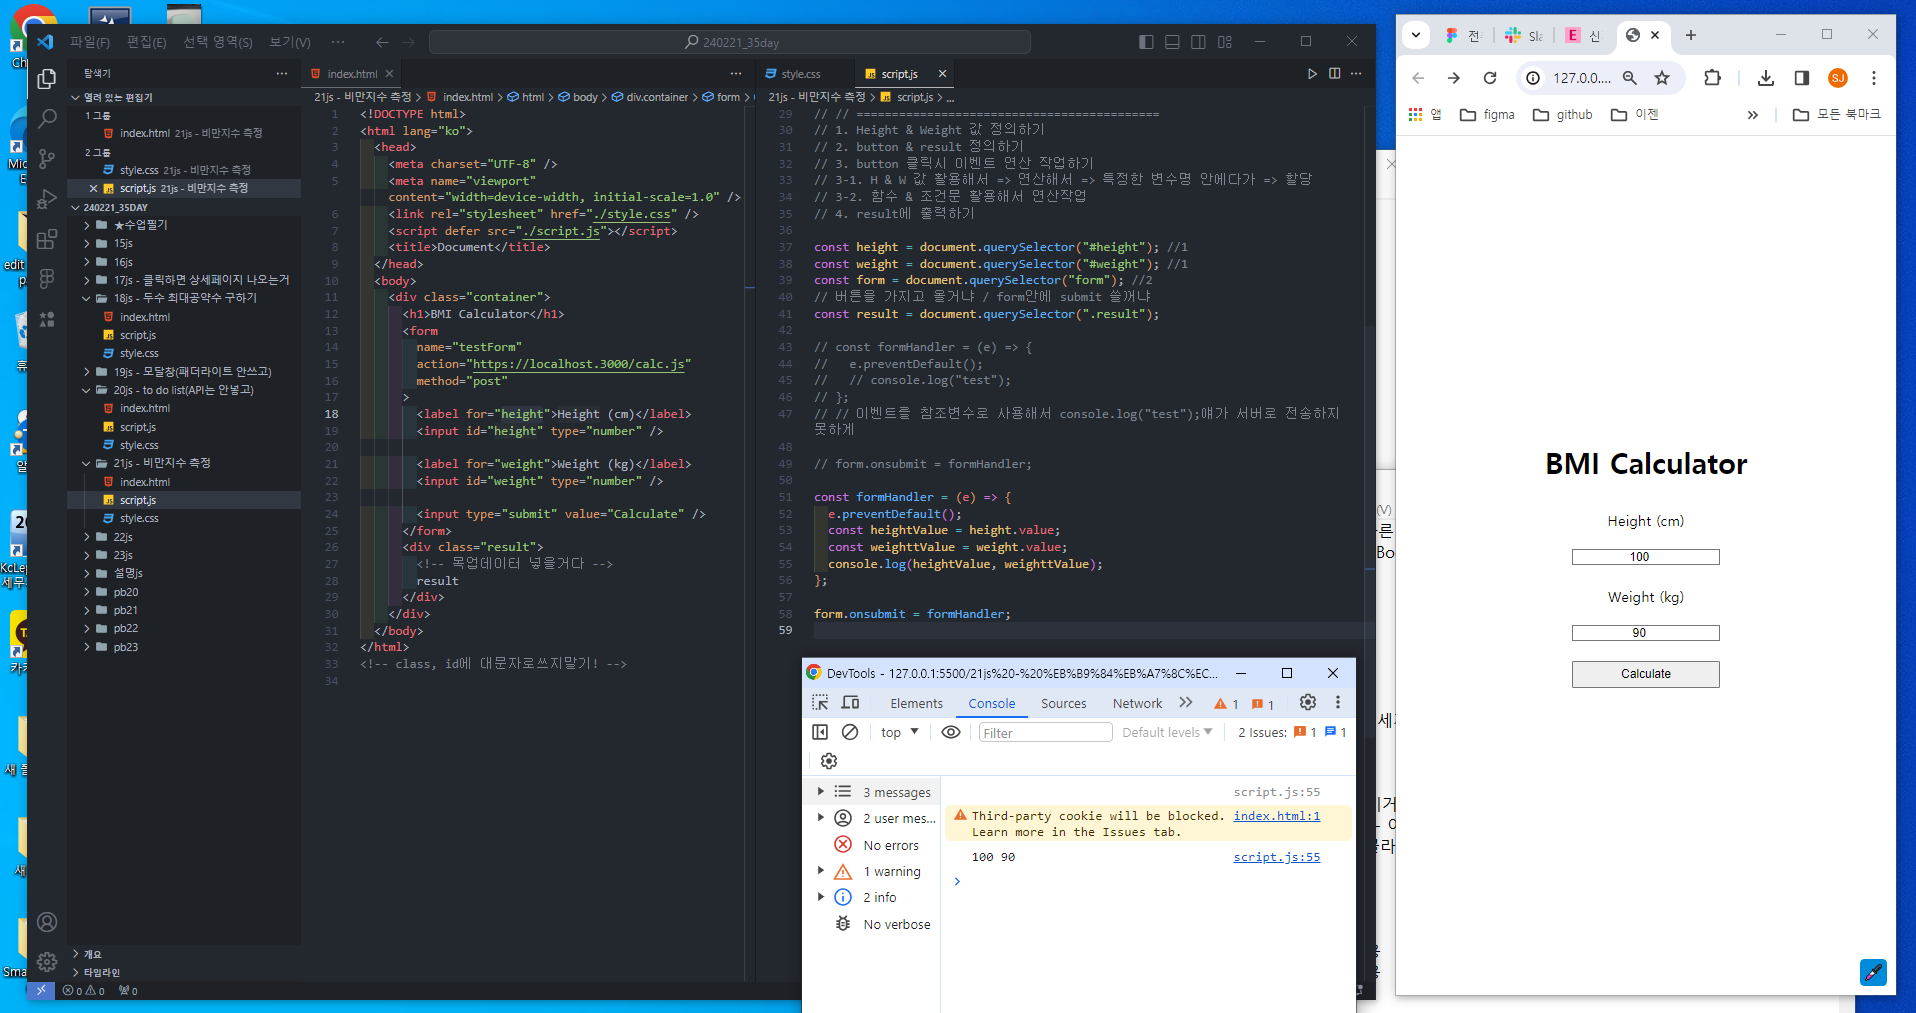 파일(F) 편집(E) 선택 영역(S) 보기(V) ··· 240221_35day
탐색기
열려 있는 편집기
1 그룹
index.html 21js - 비만지수 측정
2 그룹
style.css 21js - 비만지수 측정
script.js 21js - 비만지수 측정
240221_35DAY
★수업필기
15js
16js
17js - 클릭하면 상세페이지 나오는거
18js - 두수 최대공약수 구하기
index.html
script.js
style.css
19js - 모달창(패더라이트 안쓰고)
20js - to do list(API는 안넣고)
index.html
script.js
style.css
21js - 비만지수 측정
index.html
script.js
style.css
22js
23js
설명js
pb20
pb21
pb22
pb23
개요
타임라인
0 0 0
index.html
21js - 비만지수 측정 > index.html > html > body > div.container > form >
1 <!DOCTYPE html>
2 <html lang="ko">
3 <head>
4 <meta charset="UTF-8" />
5 <meta name="viewport"
content="width=device-width, initial-scale=1.0" />
6 <link rel="stylesheet" href="./style.css" />
7 <script defer src="./script.js"></script>
8 <title>Document</title>
9 </head>
10 <body>
11 <div class="container">
12 <h1>BMI Calculator</h1>
13 <form
14 name="testForm"
15 action="https://localhost.3000/calc.js"
16 method="post"
17 >
18 <label for="height">Height (cm)</label>
19 <input id="height" type="number" />
20
21 <label for="weight">Weight (kg)</label>
22 <input id="weight" type="number" />
23
24 <input type="submit" value="Calculate" />
25 </form>
26 <div class="result">
27 <!-- 목업데이터 넣을거다 -->
28 result
29 </div>
30 </div>
31 </body>
32 </html>
33 <!-- class, id에 대문자로쓰지말기! -->
34
style.css script.js
21js - 비만지수 측정 > script.js > ...
29 // // ===========================================
30 // 1. Height & Weight 값 정의하기
31 // 2. button & result 정의하기
32 // 3. button 클릭시 이벤트 연산 작업하기
33 // 3-1. H & W 값 활용해서 => 연산해서 => 특정한 변수명 안에다가 => 할당
34 // 3-2. 함수 & 조건문 활용해서 연산작업
35 // 4. result에 출력하기
36
37 const height = document.querySelector("#height"); //1
38 const weight = document.querySelector("#weight"); //1
39 const form = document.querySelector("form"); //2
40 // 버튼을 가지고 올거냐 / form안에 submit 쓸꺼냐
41 const result = document.querySelector(".result");
42
43 // const formHandler = (e) => {
44 // e.preventDefault();
45 // // console.log("test");
46 // };
47 // // 이벤트을 참조변수로 사용해서 console.log("test");얘가 서버로 전송하지
못하게
48
49 // form.onsubmit = formHandler;
50
51 const formHandler = (e) => {
52 e.preventDefault();
53 const heightValue = height.value;
54 const weighttValue = weight.value;
55 console.log(heightValue, weighttValue);
56 };
57
58 form.onsubmit = formHandler;
59
DevTools - 127.0.0.1:5500/21js%20-%20%EB%B9%84%EB%A7%8C%EC...
Elements Console Sources Network 1 1
top Filter Default levels 2 Issues: 1 1
3 messages
2 user mes...
No errors
1 warning
2 info
No verbose
script.js:55
Third-party cookie will be blocked. index.html:1
Learn more in the Issues tab.
100 90 script.js:55
127.0.0.... SJ
앱 figma github 이젠 모든 북마크
BMI Calculator
Height (cm)
100
Weight (kg)
90
Calculate